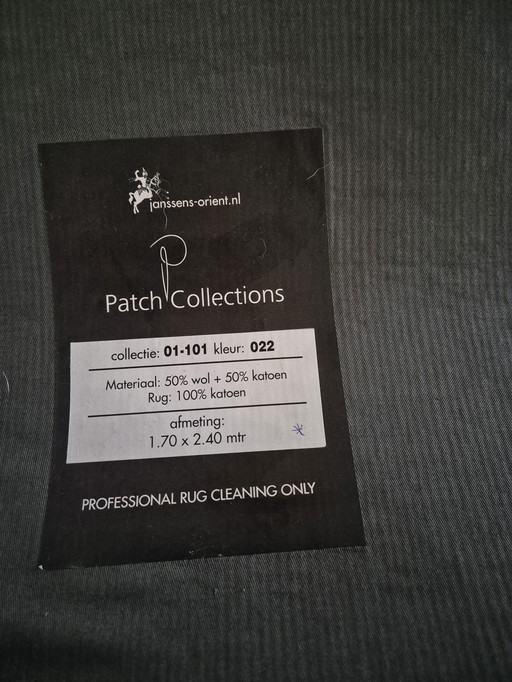 janssens-orient.nl
Patch Collections
collectie: 01-101 kleur: 022
Materiaal: 50% wol + 50% katoen
Rug: 100% katoen
afmeting:
1.70 x 2.40 mtr
PROFESSIONAL RUG CLEANING ONLY